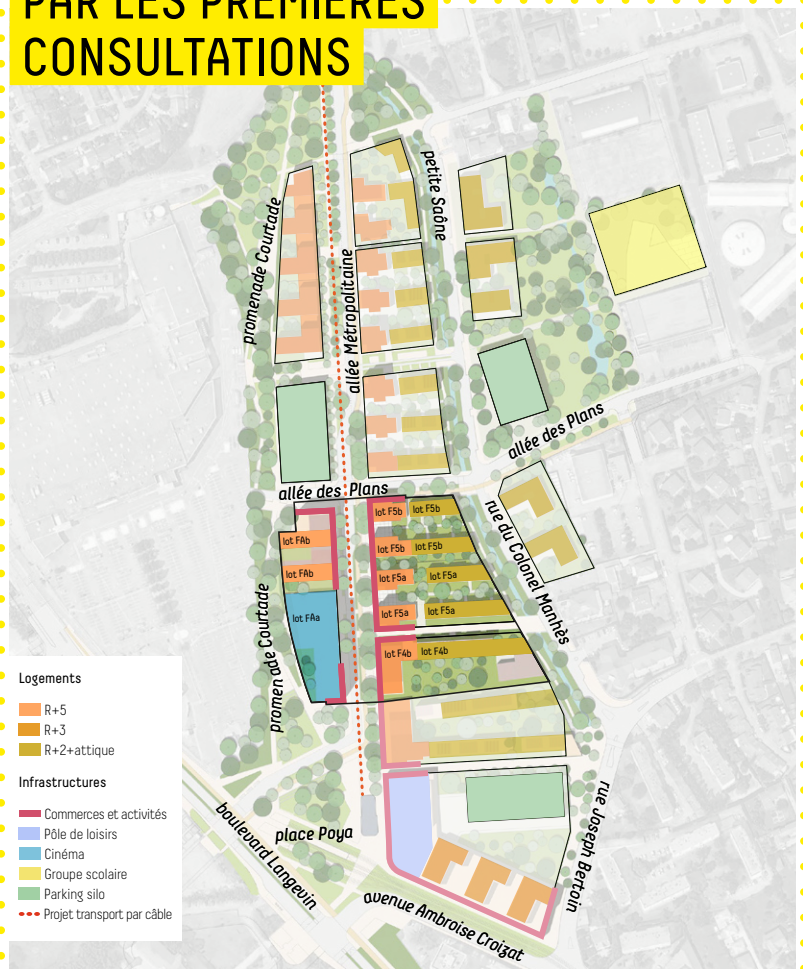 PAR LES PREMIÈRES
CONSULTATIONS
promenade Courtade
allée Métropolitaine
petite Saône
allée des Plans
allée des Plans
rue du Colonel Manhès
promenade Courtade
lot F5b
lot F5b
lot FAb
lot F5b
lot F5b
lot FAb
lot F5a
lot F5a
lot FAa
lot F5a
lot F5a
lot F4b
lot F4b
Logements
R+5
R+3
R+2+attique
Infrastructures
Commerces et activités
Pôle de loisirs
Cinéma
Groupe scolaire
Parking silo
Projet transport par câble
boulevard Langevin
place Poya
avenue Ambroise Croizat
rue Joseph Bertoin